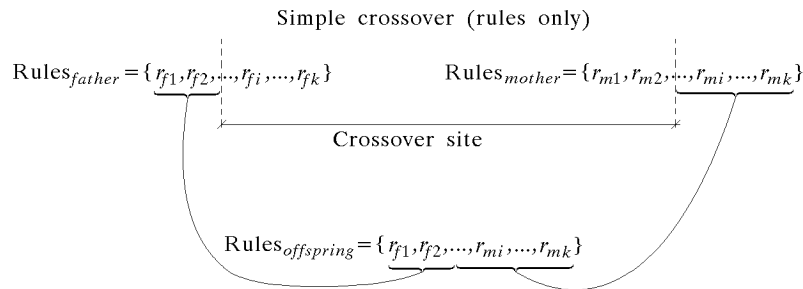 Simple crossover (rules only)
Rules_father={r_f1,r_f2,...,r_fi,...,r_fk} Rules_mother={r_m1,r_m2,...,r_mi,...,r_mk}
Crossover site
Rules_offspring={r_f1,r_f2,...,r_mi,...,r_mk}